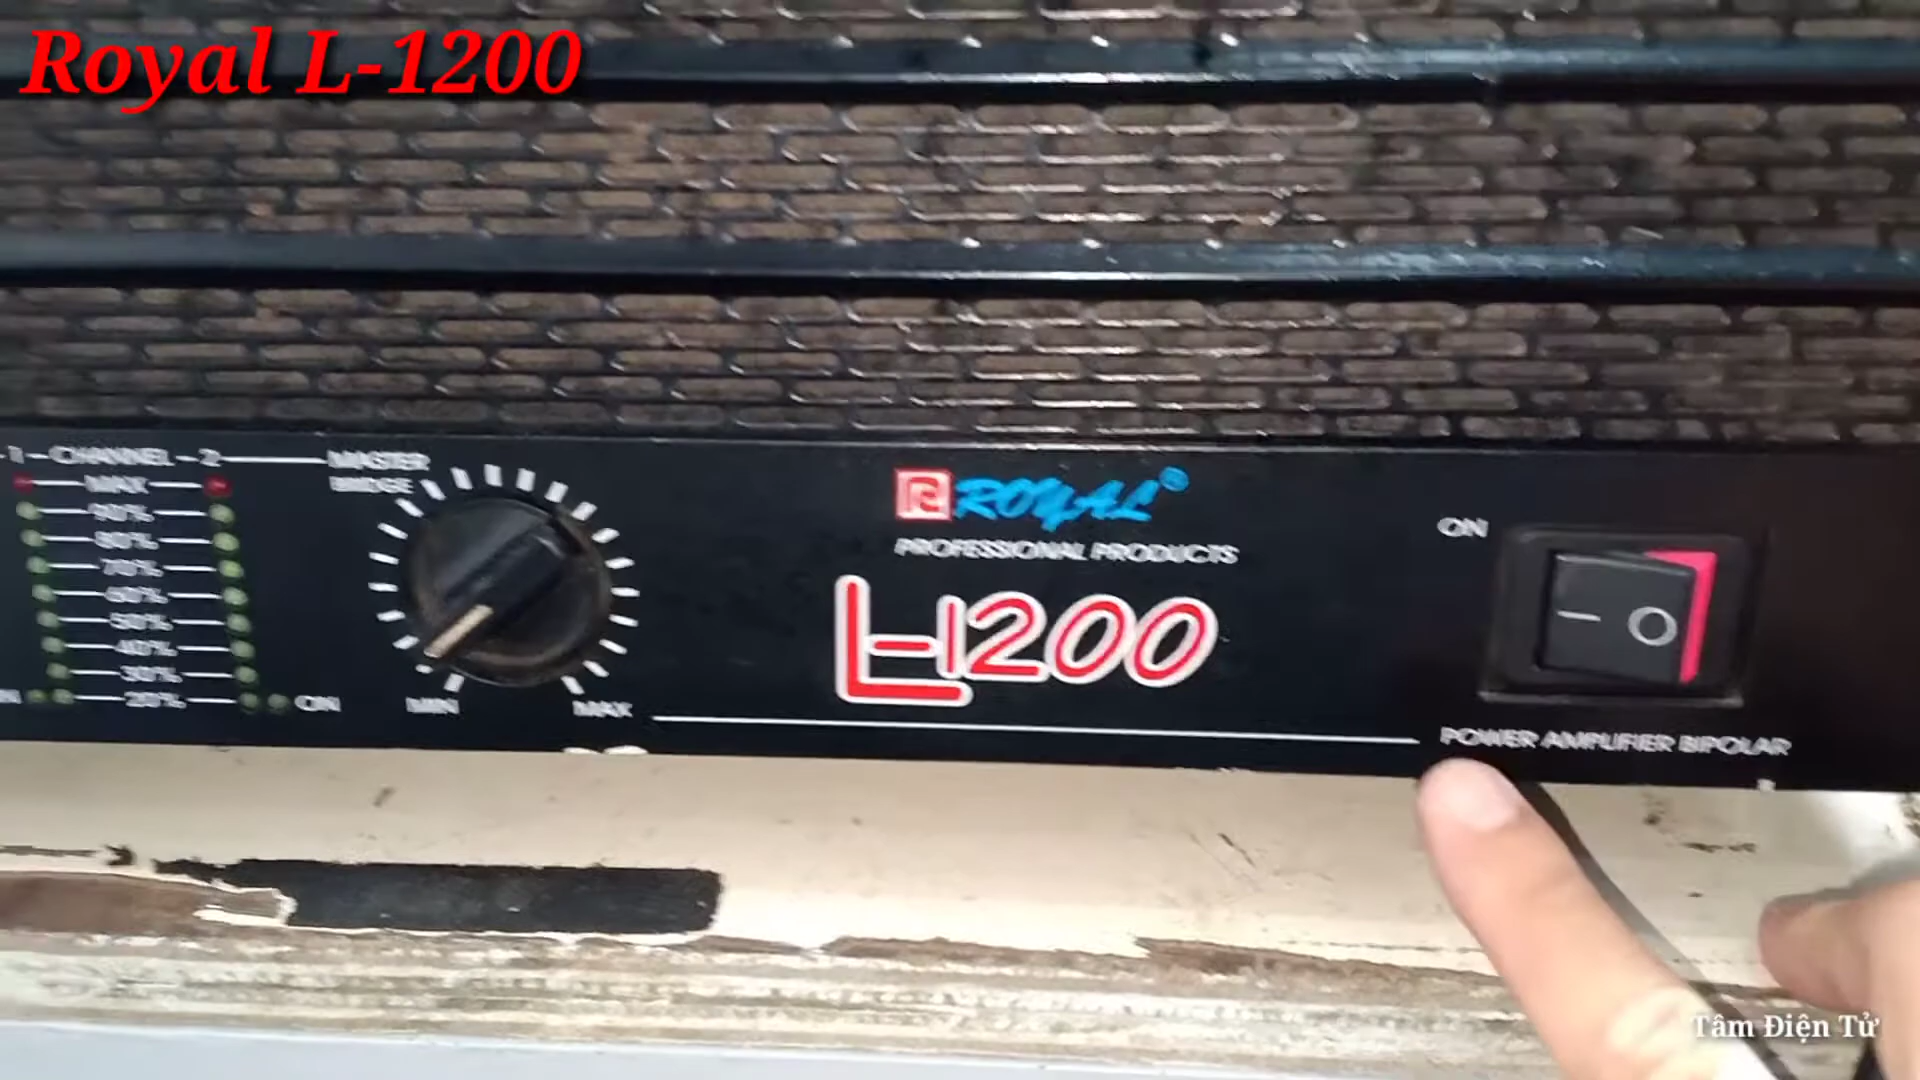 Royal L-1200
1 CHANNEL 2
MASTER
BRIDGE
MAX
90%
80%
70%
60%
50%
40%
30%
20%
ON
MIN
MAX
ROYAL®
PROFESSIONAL PRODUCTS
L-1200
ON
POWER AMPLIFIER BIPOLAR
Tâm Điện Tử